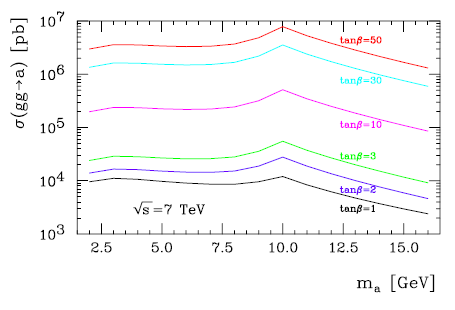 σ(gg→a) [pb]
10⁷
10⁶
10⁵
10⁴
10³
tanβ=50
tanβ=30
tanβ=10
tanβ=3
tanβ=2
tanβ=1
√s=7 TeV
2.5 5.0 7.5 10.0 12.5 15.0
mₐ [GeV]